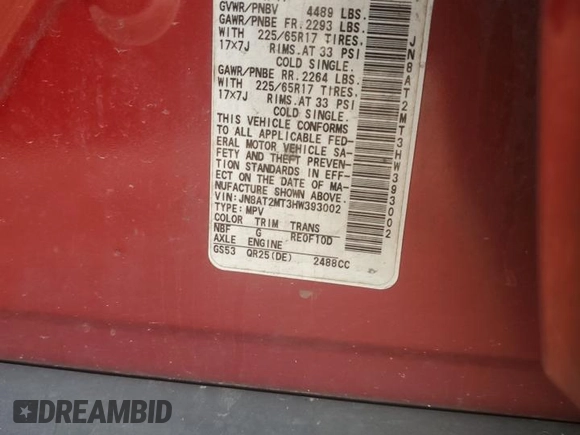 GVWR/PNBV 4489 LBS.
GAWR/PNBE FR. 2293 LBS.
WITH 225/65R17 TIRES.
17×7J RIMS. AT 33 PSI
COLD SINGLE.
GAWR/PNBE RR. 2264 LBS.
WITH 225/65R17 TIRES.
17×7J RIMS. AT 33 PSI
COLD SINGLE.
THIS VEHICLE CONFORMS
TO ALL APPLICABLE FED-
ERAL MOTOR VEHICLE SA-
FETY AND THEFT PREVEN-
TION STANDARDS IN EFF-
ECT ON THE DATE OF MA-
NUFACTURE SHOWN ABOVE.
VIN: JN8AT2MT3HW393002
TYPE: MPV
COLOR TRIM TRANS
NBF G RE0F10D
AXLE ENGINE
GS53 QR25(DE) 2488CC
JN8AT2MT3HW393002
DREAMBID